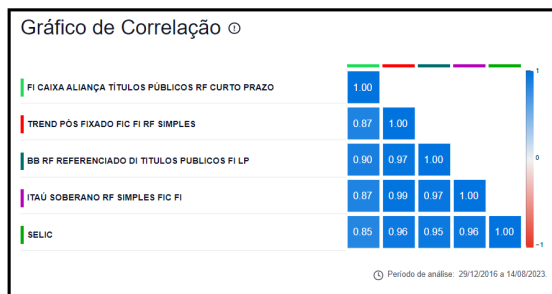 Gráfico de Correlação
FI CAIXA ALIANÇA TÍTULOS PÚBLICOS RF CURTO PRAZO 1.00
TREND PÓS FIXADO FIC FI RF SIMPLES 0.87 1.00
BB RF REFERENCIADO DI TITULOS PUBLICOS FI LP 0.90 0.97 1.00
ITAÚ SOBERANO RF SIMPLES FIC FI 0.87 0.99 0.97 1.00
SELIC 0.85 0.96 0.95 0.96 1.00
1
0
-1
Período de análise: 29/12/2016 a 14/08/2023.